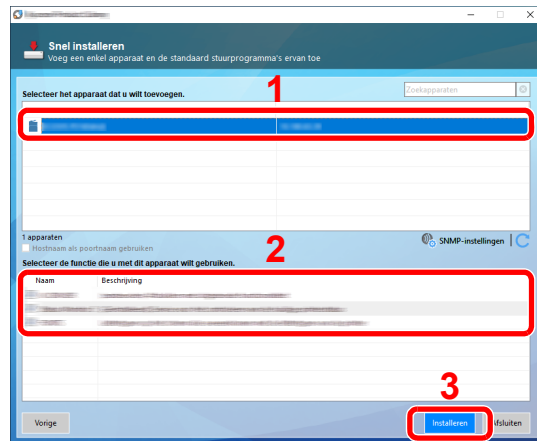 Snel installeren
Voeg een enkel apparaat en de standaard stuurprogramma's ervan toe
1
Selecteer het apparaat dat u wilt toevoegen.
Zoekapparaten
1 apparaten
Hostnaam als poortnaam gebruiken
SNMP-instellingen
2
Selecteer de functie die u met dit apparaat wilt gebruiken.
Naam Beschrijving
3
Vorige Installeren Afsluiten